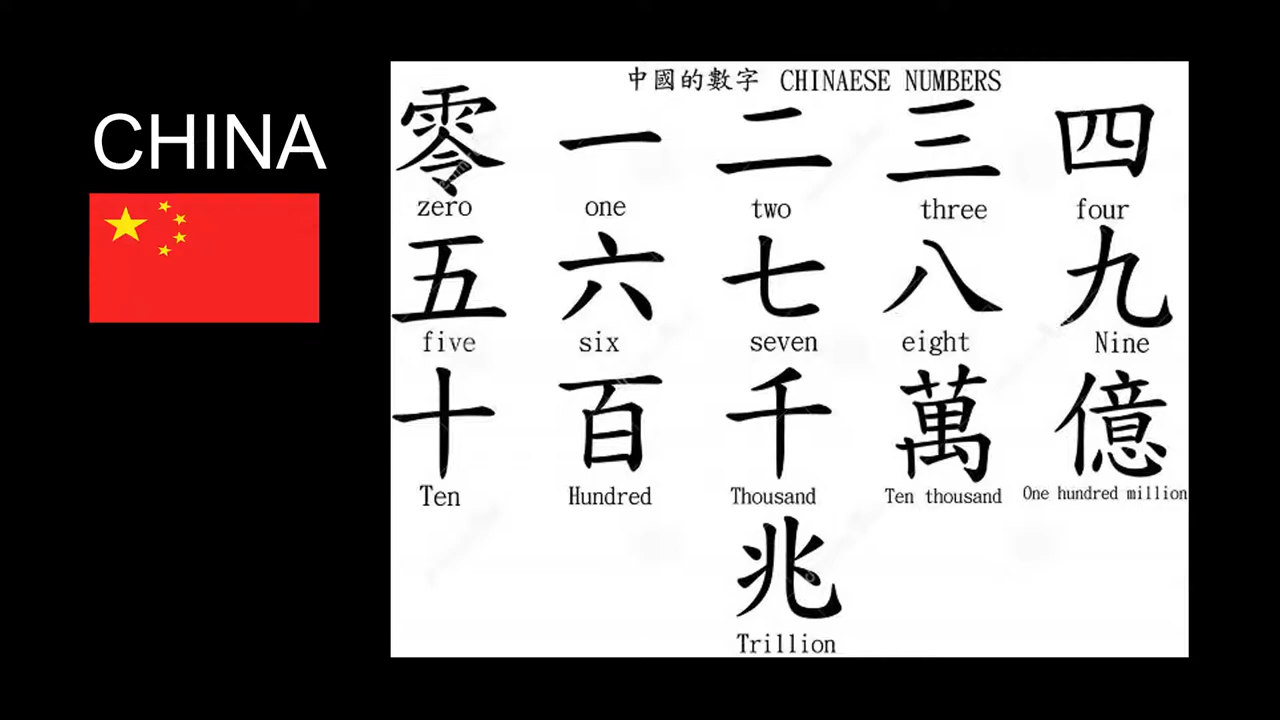 CHINA
中國的數字 CHINAESE NUMBERS
零 一 二 三 四
zero one two three four
五 六 七 八 九
five six seven eight Nine
十 百 千 萬 億
Ten Hundred Thousand Ten thousand One hundred million
兆
Trillion